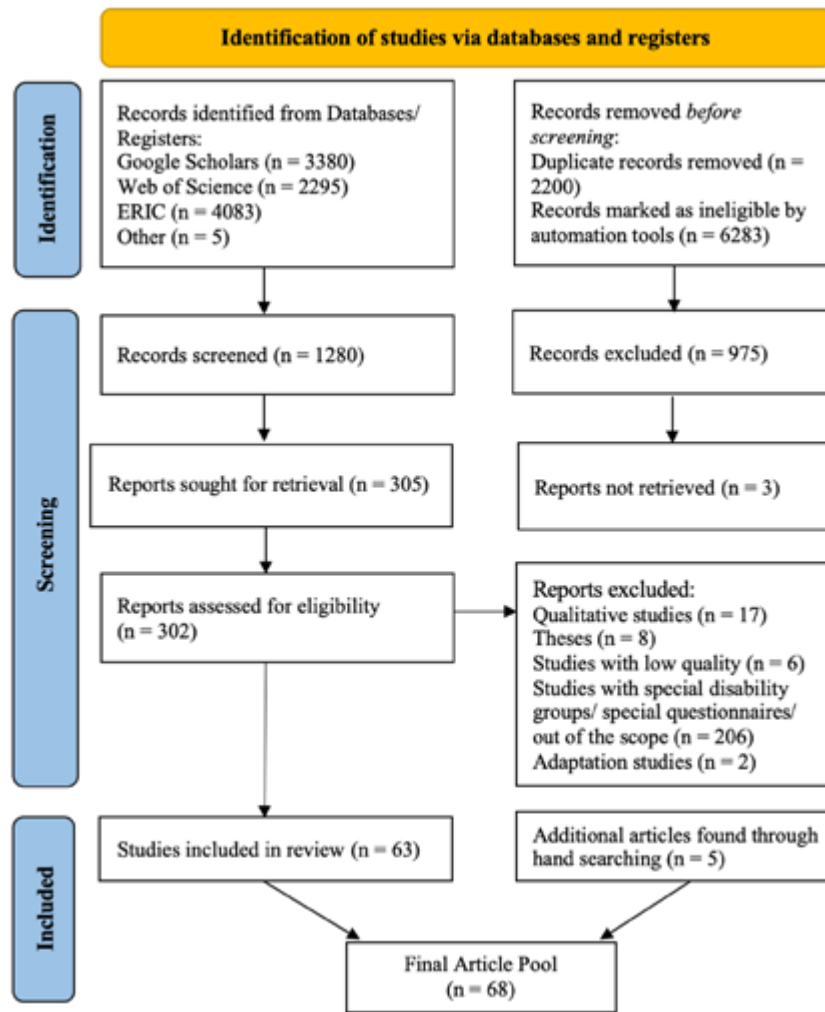 Identification of studies via databases and registers
Identification
Records identified from Databases/
Registers:
Google Scholars (n = 3380)
Web of Science (n = 2295)
ERIC (n = 4083)
Other (n = 5)
Records removed before
screening:
Duplicate records removed (n =
2200)
Records marked as ineligible by
automation tools (n = 6283)
Screening
Records screened (n = 1280)
Records excluded (n = 975)
Reports sought for retrieval (n = 305)
Reports not retrieved (n = 3)
Reports assessed for eligibility
(n = 302)
Reports excluded:
Qualitative studies (n = 17)
Theses (n = 8)
Studies with low quality (n = 6)
Studies with special disability
groups/ special questionnaires/
out of the scope (n = 206)
Adaptation studies (n = 2)
Included
Studies included in review (n = 63)
Additional articles found through
hand searching (n = 5)
Final Article Pool
(n = 68)